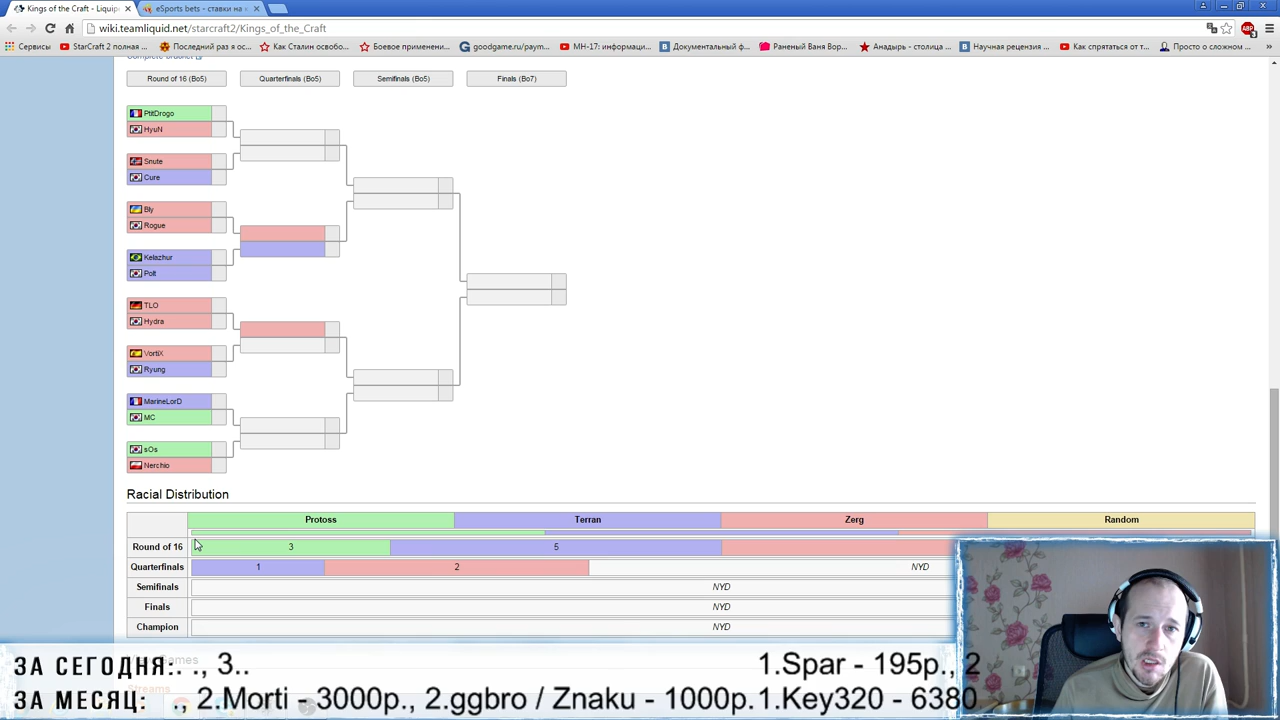 Kings of the Craft - Liquip
eSports bets - ставки на
wiki.teamliquid.net/starcraft2/Kings_of_the_Craft
Сервисы
StarCraft 2 полная ...
Последний раз я ос...
Как Сталин освобо...
Боевое применени...
goodgame.ru/paym...
МН-17: информаци...
Документальный ф...
Раненый Ваня Вор...
Анадырь - столица ...
Научная рецензия ...
Как спрятаться от т...
Просто о сложном ...
Complete bracket
Round of 16 (Bo5)
Quarterfinals (Bo5)
Semifinals (Bo5)
Finals (Bo7)
PtitDrogo
HyuN
Snute
Cure
Bly
Rogue
Kelazhur
Polt
TLO
Hydra
VortiX
Ryung
MarineLorD
MC
sOs
Nerchio
Racial Distribution
Protoss Terran Zerg Random
Round of 16 3 5
Quarterfinals 1 2 NYD
Semifinals NYD
Finals NYD
Champion NYD
Games
Streams
ЗА СЕГОДНЯ: ., 3.. 1.Spar - 195р., 2
ЗА МЕСЯЦ: ., 2.Morti - 3000р., 2.ggbro / Znaku - 1000р.1.Key320 - 6380